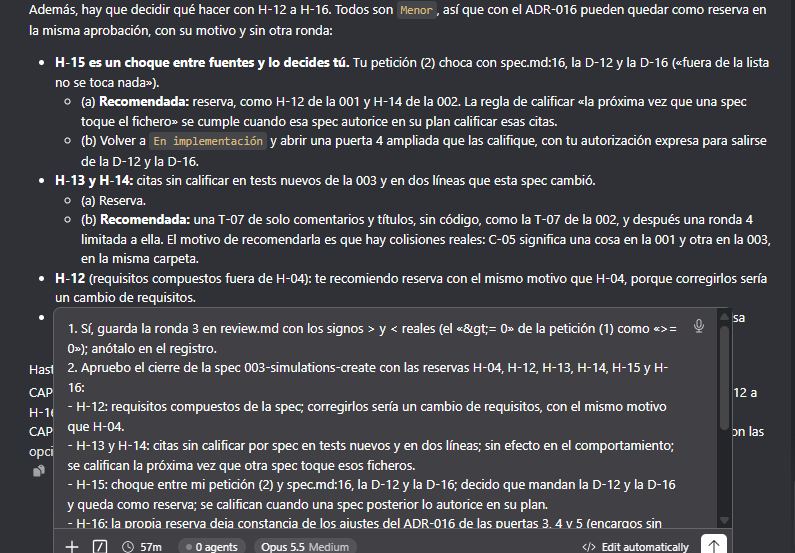 Además, hay que decidir qué hacer con H-12 a H-16. Todos son Menor, así que con el ADR-016 pueden quedar como reserva en
la misma aprobación, con su motivo y sin otra ronda:
• H-15 es un choque entre fuentes y lo decides tú. Tu petición (2) choca con spec.md:16, la D-12 y la D-16 («fuera de la lista
no se toca nada»).
○ (a) Recomendada: reserva, como H-12 de la 001 y H-14 de la 002. La regla de calificar «la próxima vez que una spec
toque el fichero» se cumple cuando esa spec autorice en su plan calificar esas citas.
○ (b) Volver a En implementación y abrir una puerta 4 ampliada que las califique, con tu autorización expresa para salirse
de la D-12 y la D-16.
• H-13 y H-14: citas sin calificar en tests nuevos de la 003 y en dos líneas que esta spec cambió.
○ (a) Reserva.
○ (b) Recomendada: una T-07 de solo comentarios y títulos, sin código, como la T-07 de la 002, y después una ronda 4
limitada a ella. El motivo de recomendarla es que hay colisiones reales: C-05 significa una cosa en la 001 y otra en la 003,
en la misma carpeta.
• H-12 (requisitos compuestos fuera de H-04): te recomiendo reserva con el mismo motivo que H-04, porque corregirlos sería
un cambio de requisitos.
•
sa
Hast
CAP
12 a
H-16
CAP
on las
opci
1. Sí, guarda la ronda 3 en review.md con los signos > y < reales (el «&gt;= 0» de la petición (1) como «>=
0»); anótalo en el registro.
2. Apruebo el cierre de la spec 003-simulations-create con las reservas H-04, H-12, H-13, H-14, H-15 y H-
16:
- H-12: requisitos compuestos de la spec; corregirlos sería un cambio de requisitos, con el mismo motivo
que H-04.
- H-13 y H-14: citas sin calificar por spec en tests nuevos y en dos líneas; sin efecto en el comportamiento;
se califican la próxima vez que otra spec toque esos ficheros.
- H-15: choque entre mi petición (2) y spec.md:16, la D-12 y la D-16; decido que mandan la D-12 y la D-16
y queda como reserva; se califican cuando una spec posterior lo autorice en su plan.
- H-16: la propia reserva deja constancia de los ajustes del ADR-016 de las puertas 3, 4 y 5 (encargos sin
57m 0 agents Opus 5.5 Medium </> Edit automatically